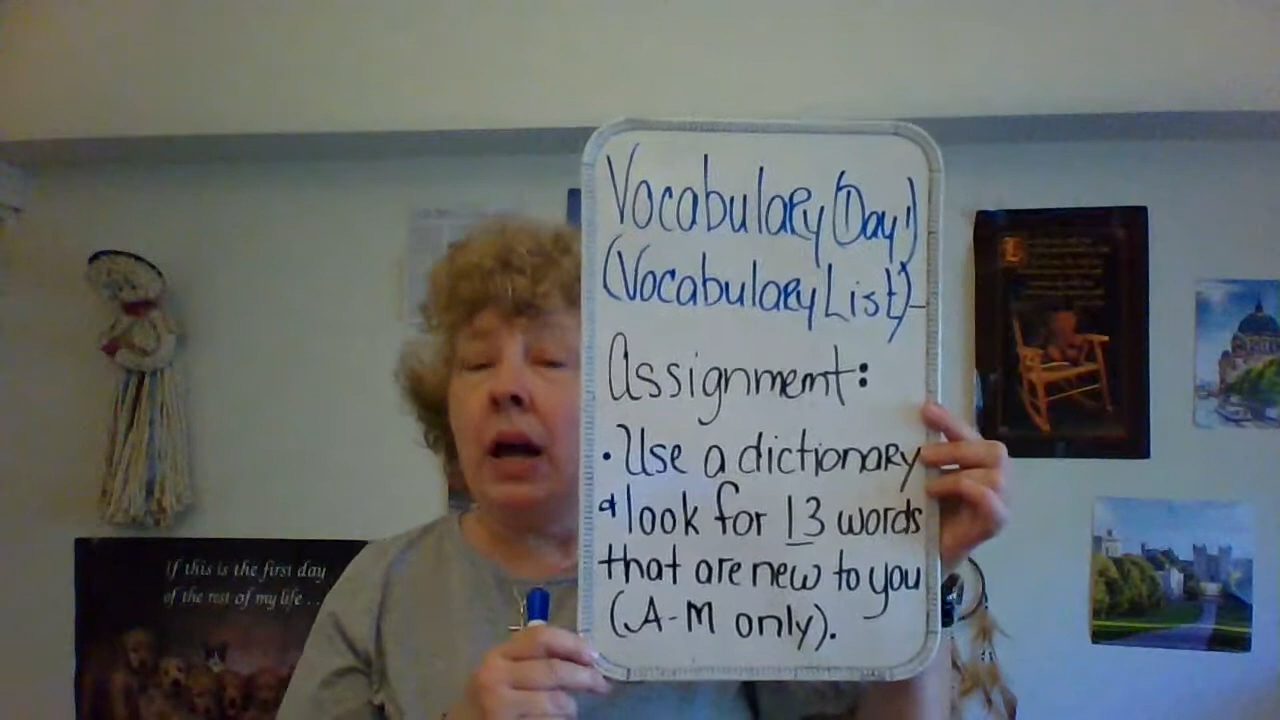 Vocabulary (Day 1)
(Vocabulary List)-
Assignment:
• Use a dictionary
& look for 13 words
that are new to you
(A-M only).
If this is the first day
of the rest of my life...